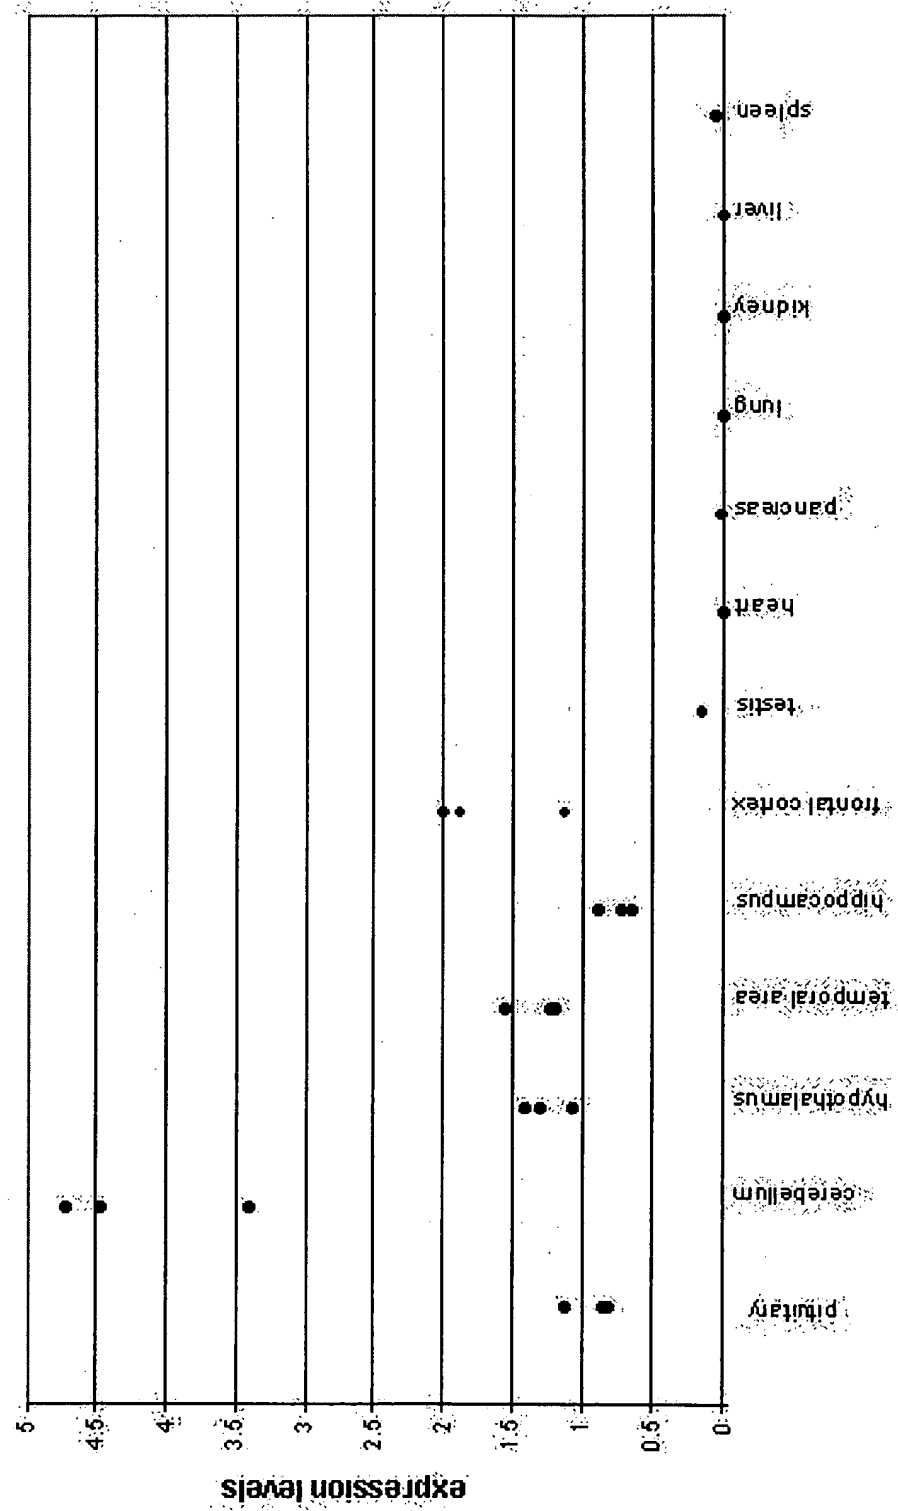 expression levels
5
4.5
4
3.5
3
2.5
2
1.5
1
0.5
0
pituitary
cerebellum
hypothalamus
temporal area
hippocampus
frontal cortex
testis
heart
pancreas
lung
kidney
liver
spleen